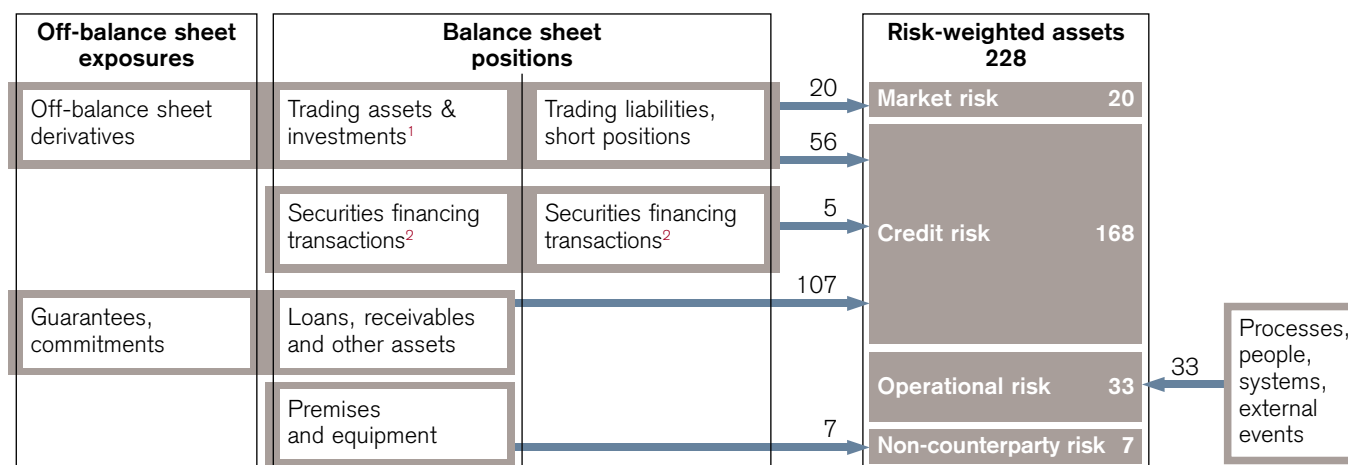 Off-balance sheet
exposures
Balance sheet
positions
Risk-weighted assets
228
Off-balance sheet
derivatives
Trading assets &
investments¹
Trading liabilities,
short positions
20
56
Market risk 20
Securities financing
transactions²
Securities financing
transactions²
5
Credit risk 168
Guarantees,
commitments
Loans, receivables
and other assets
107
Operational risk 33
33
Processes,
people,
systems,
external
events
Premises
and equipment
7
Non-counterparty risk 7